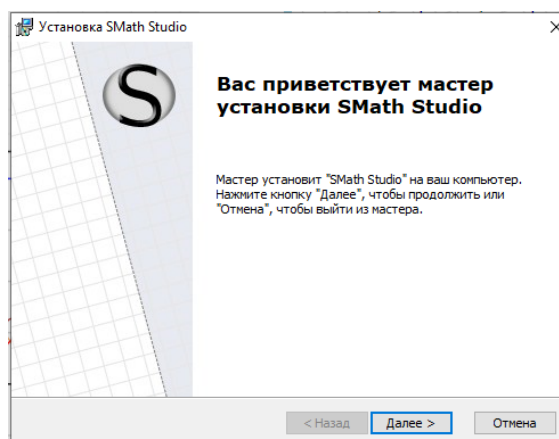 Установка SMath Studio
S
Вас приветствует мастер
установки SMath Studio
Мастер установит "SMath Studio" на ваш компьютер.
Нажмите кнопку "Далее", чтобы продолжить или
"Отмена", чтобы выйти из мастера.
< Назад Далее > Отмена